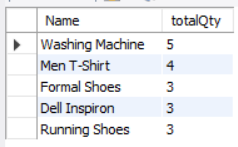 Name totalQty
Washing Machine 5
Men T-Shirt 4
Formal Shoes 3
Dell Inspiron 3
Running Shoes 3